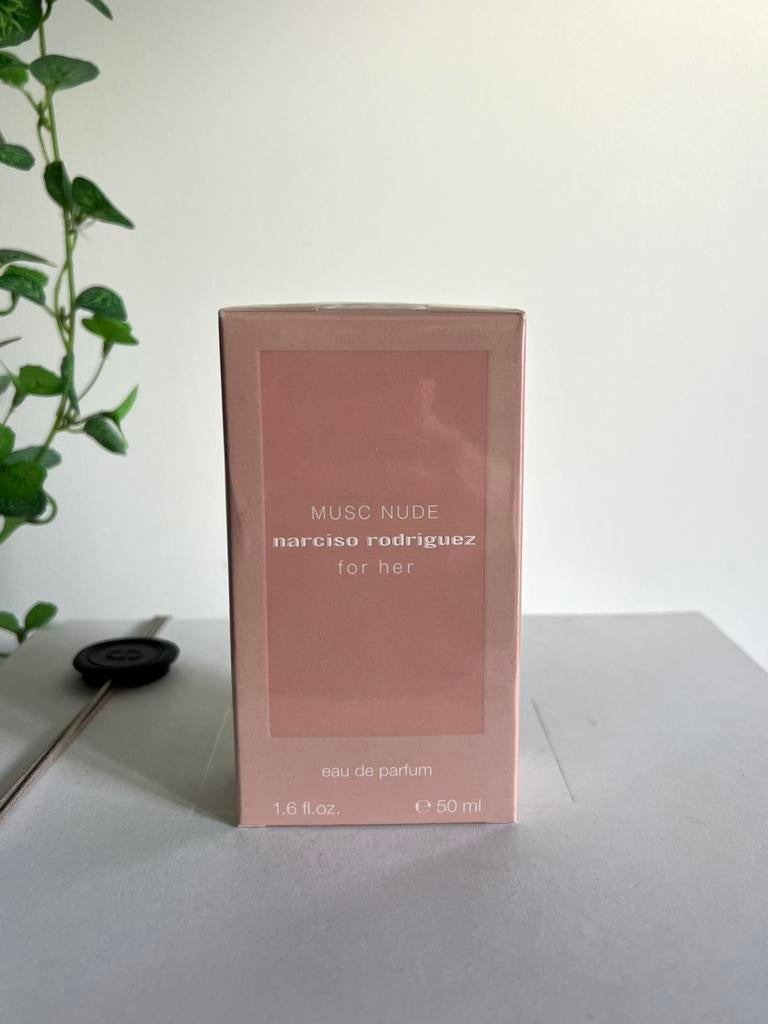 MUSC NUDE
narciso rodriguez
for her
eau de parfum
1.6 fl.oz. ℮ 50 ml